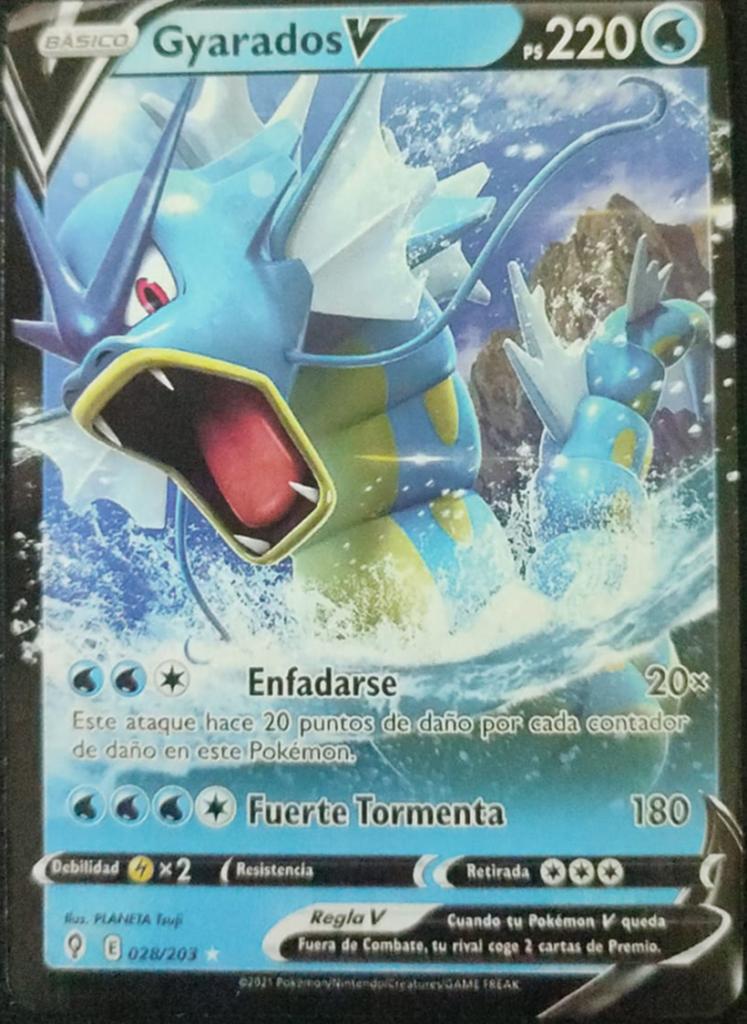 BÁSICO
Gyarados V
PS 220
Enfadarse 20×
Este ataque hace 20 puntos de daño por cada contador
de daño en este Pokémon.
Fuerte Tormenta 180
Debilidad ×2 Resistencia Retirada
Ilus. PLANETA Tsuji
Regla V Cuando tu Pokémon V queda
Fuera de Combate, tu rival coge 2 cartas de Premio.
E 028/203
©2021 Pokémon/Nintendo/Creatures/GAME FREAK